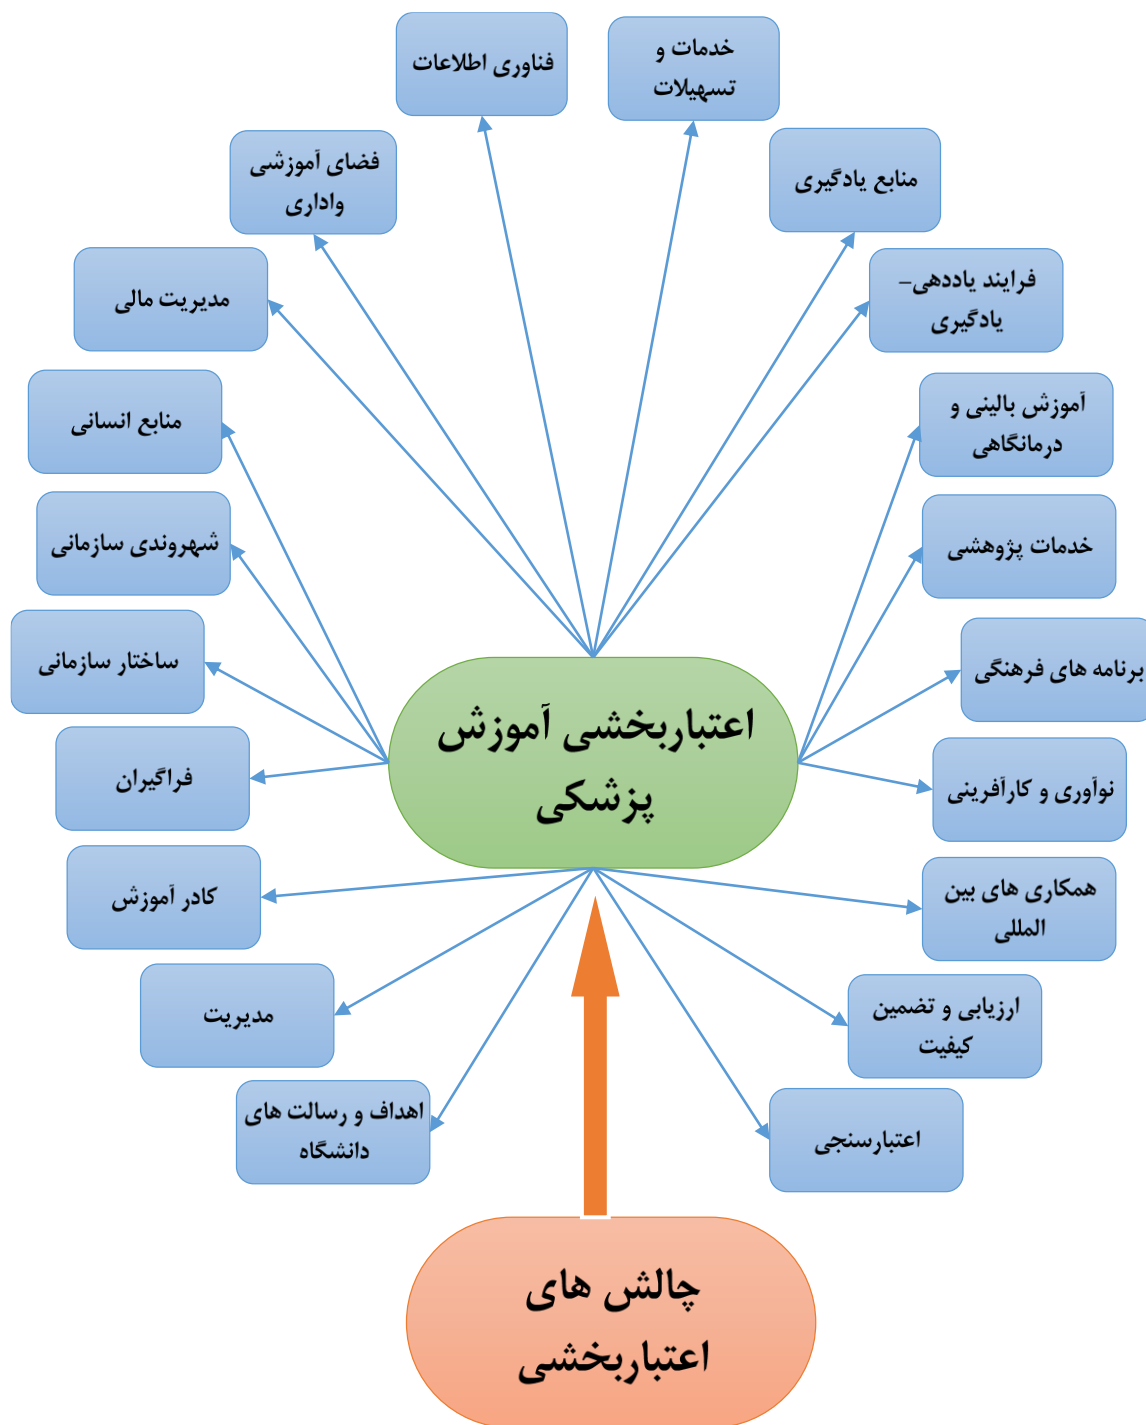 خدمات و
تسهیلات
فناوری اطلاعات
منابع یادگیری
فضای آموزشی
واداری
فرایند یاددهی–
یادگیری
مدیریت مالی
آموزش بالینی و
درمانگاهی
منابع انسانی
خدمات پژوهشی
شهروندی سازمانی
برنامه های فرهنگی
ساختار سازمانی
اعتباربخشی آموزش
پزشکی
نوآوری و کارآفرینی
فراگیران
همکاری های بین
المللی
کادر آموزش
ارزیابی و تضمین
کیفیت
مدیریت
اعتبارسنجی
اهداف و رسالت های
دانشگاه
چالش های
اعتباربخشی